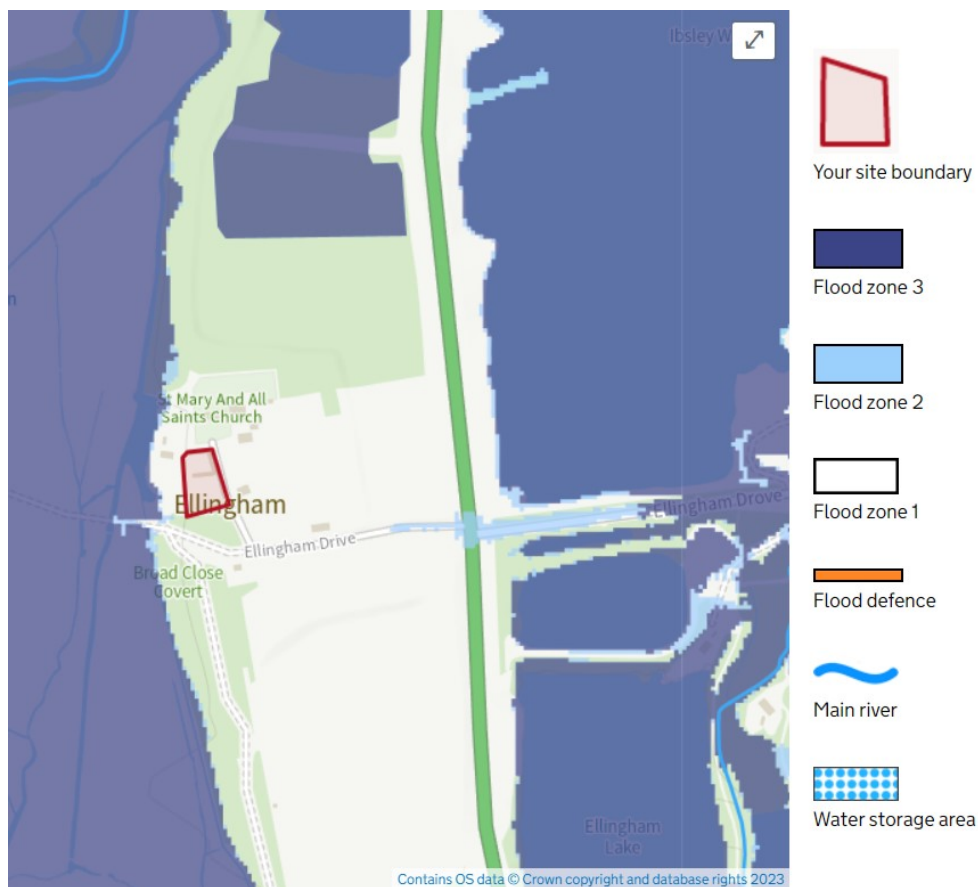 Ibsley W
St Mary And All
Saints Church
Ellingham
Ellingham Drive
Ellingham Drove
Broad Close
Covert
Ellingham
Lake
n
Contains OS data © Crown copyright and database rights 2023
Your site boundary
Flood zone 3
Flood zone 2
Flood zone 1
Flood defence
Main river
Water storage area